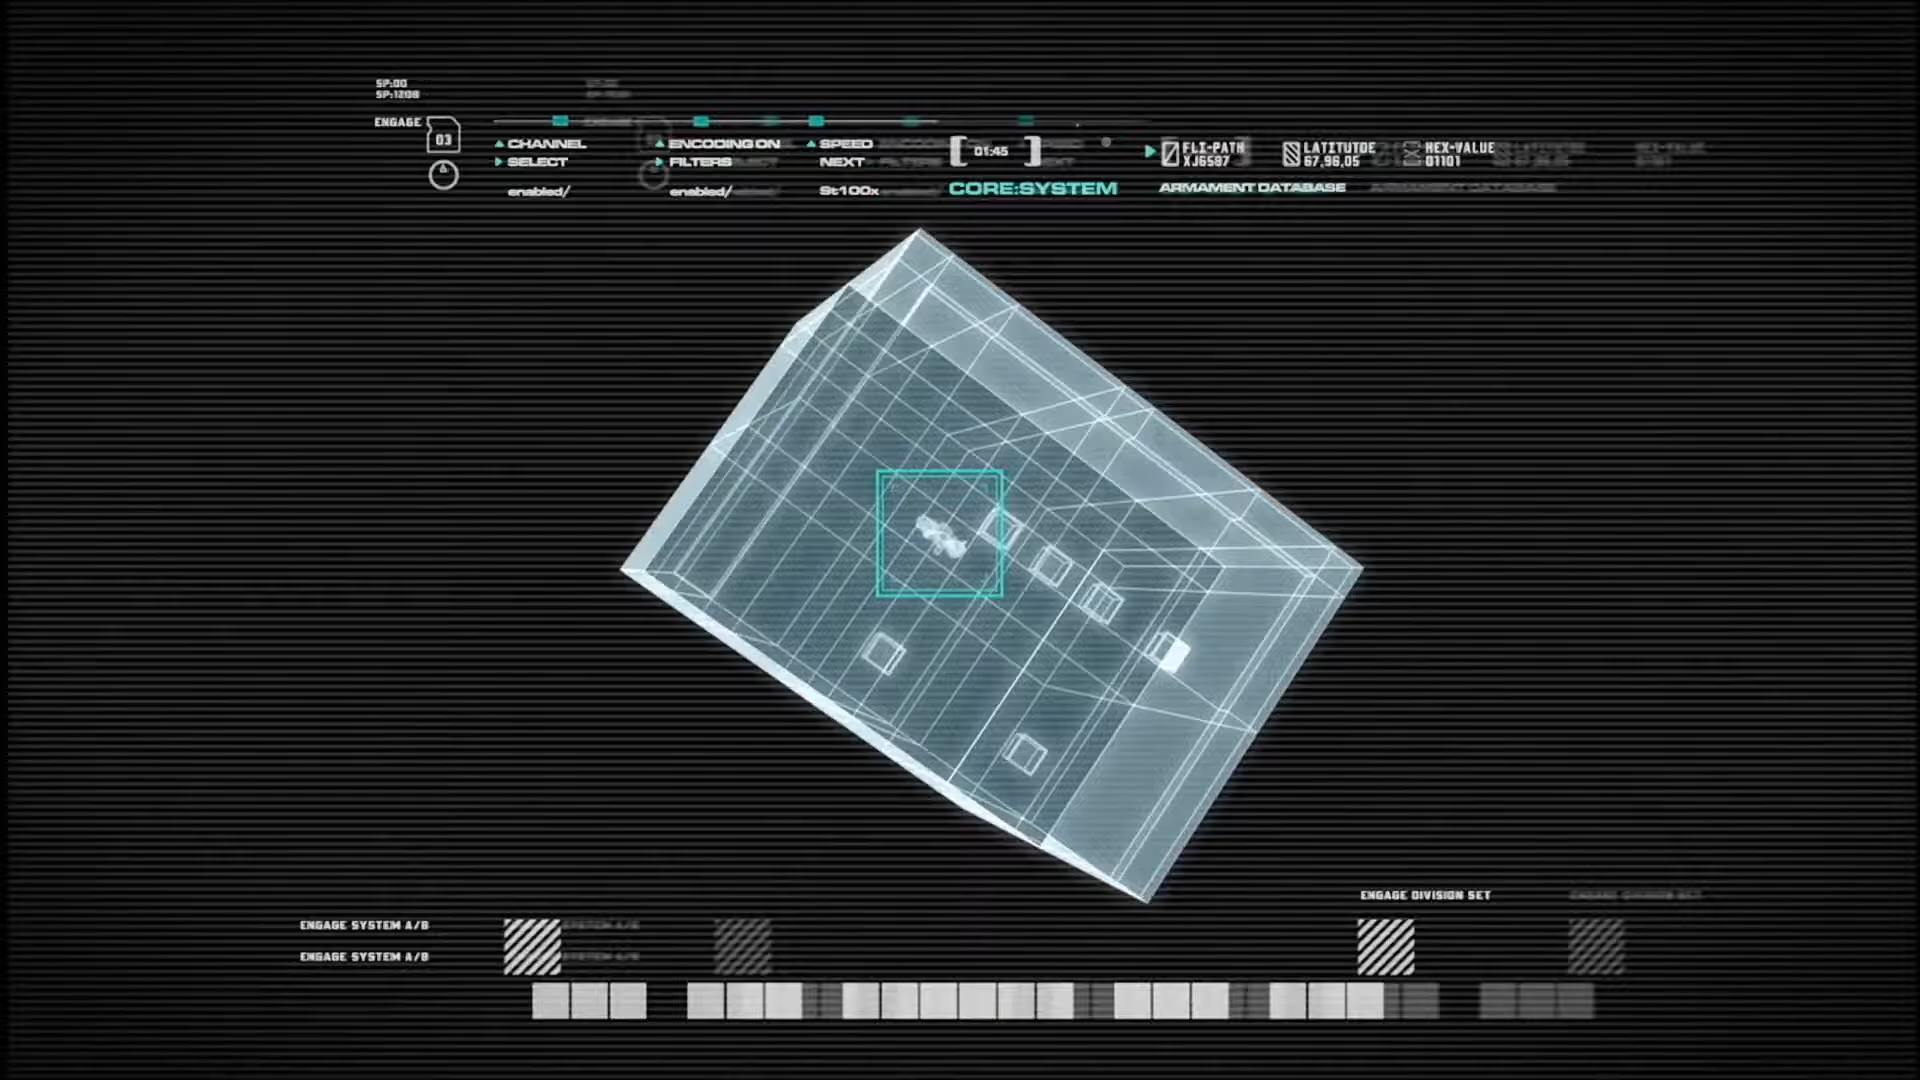 SP:00
SP:1208
ENGAGE
03
CHANNEL
SELECT
enabled/
ENCODING ON
FILTERS
enabled/
SPEED
NEXT
St100x
01:45
CORE:SYSTEM
FLI-PATH
XJ6587
LATITUTDE
67,96,05
HEX-VALUE
01101
ARMAMENT DATABASE
ENGAGE DIVISION SET
ENGAGE SYSTEM A/B
ENGAGE SYSTEM A/B